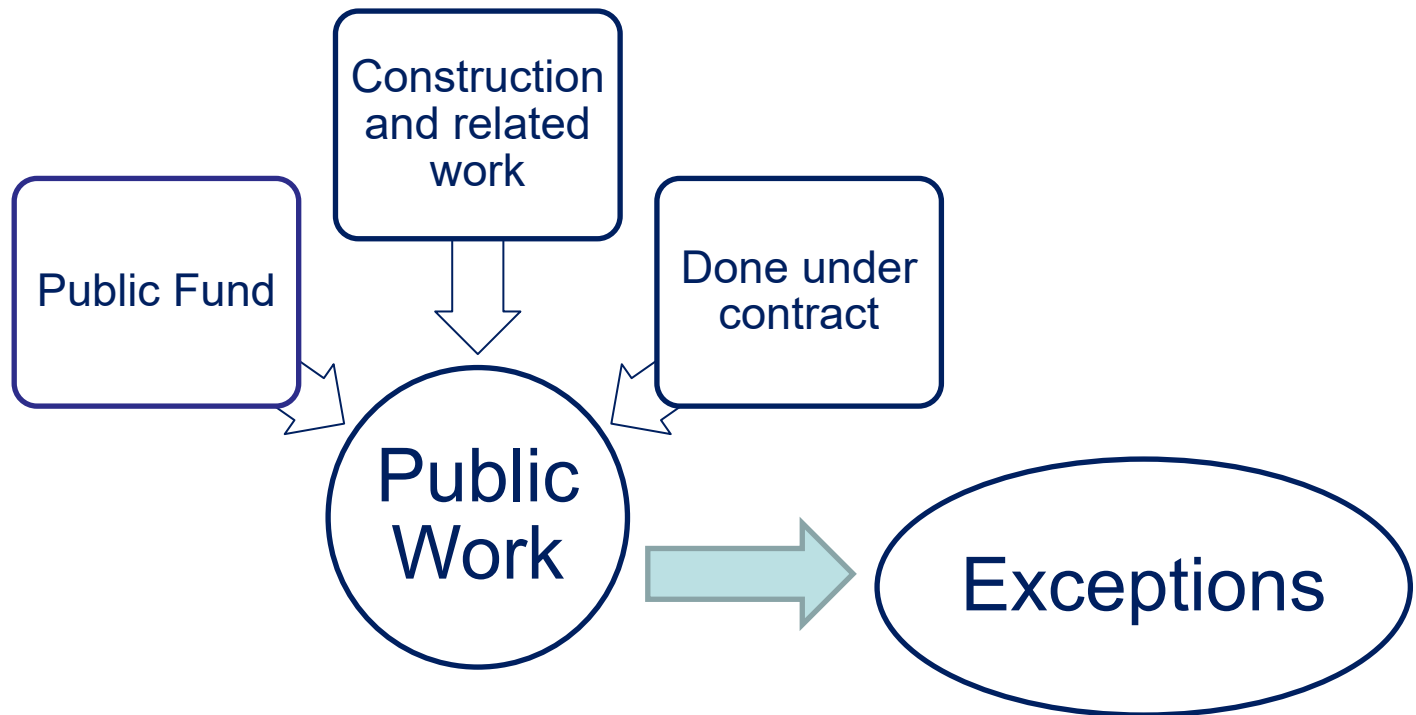 Construction
and related
work
Public Fund
Done under
contract
Public
Work
Exceptions